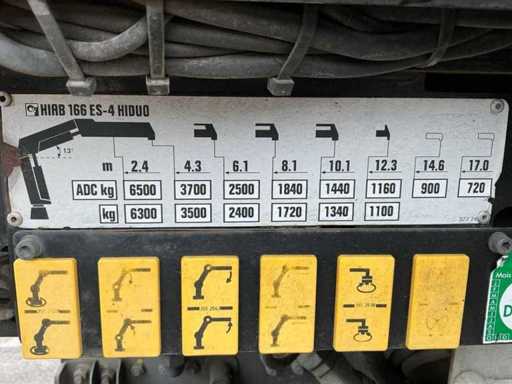 HIAB 166 ES-4 HIDUO
13°
m 2.4 4.3 6.1 8.1 10.1 12.3 14.6 17.0
ADC kg 6500 3700 2500 1840 1440 1160 900 720
kg 6300 3500 2400 1720 1340 1100
Mois